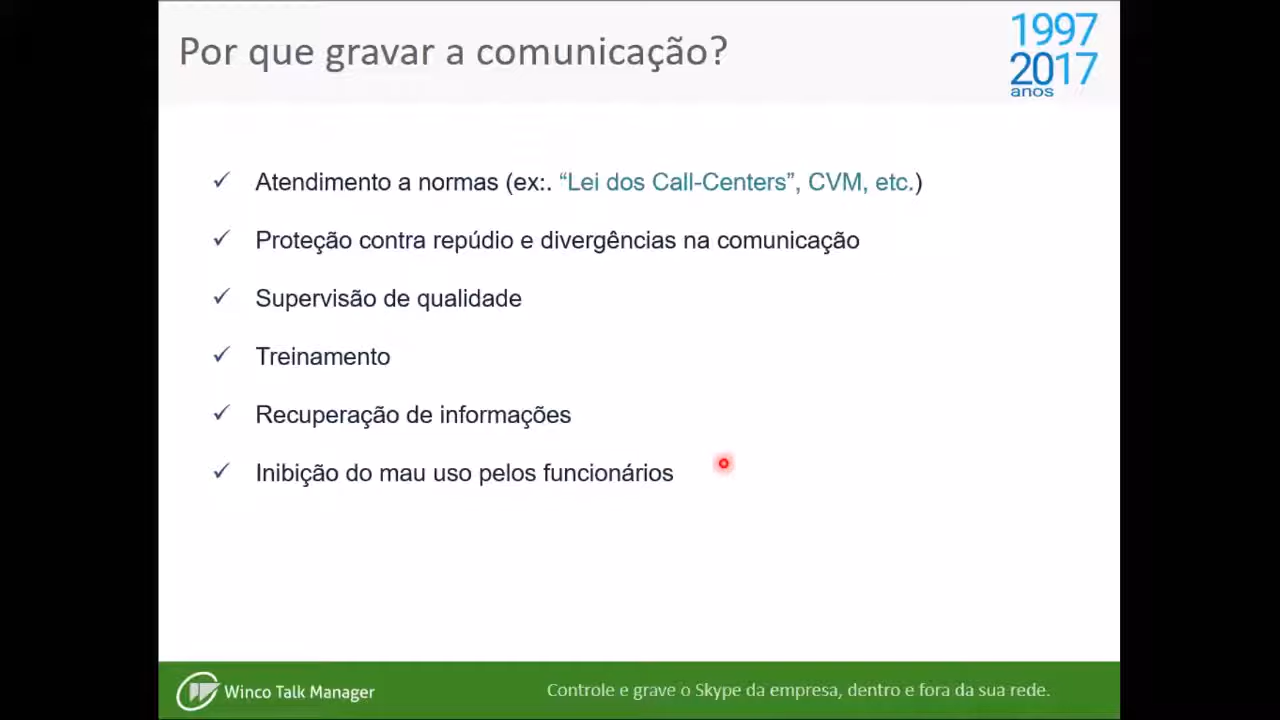 Por que gravar a comunicação?
1997
2017
anos
Atendimento a normas (ex:. “Lei dos Call-Centers”, CVM, etc.)
Proteção contra repúdio e divergências na comunicação
Supervisão de qualidade
Treinamento
Recuperação de informações
Inibição do mau uso pelos funcionários
Winco Talk Manager
Controle e grave o Skype da empresa, dentro e fora da sua rede.